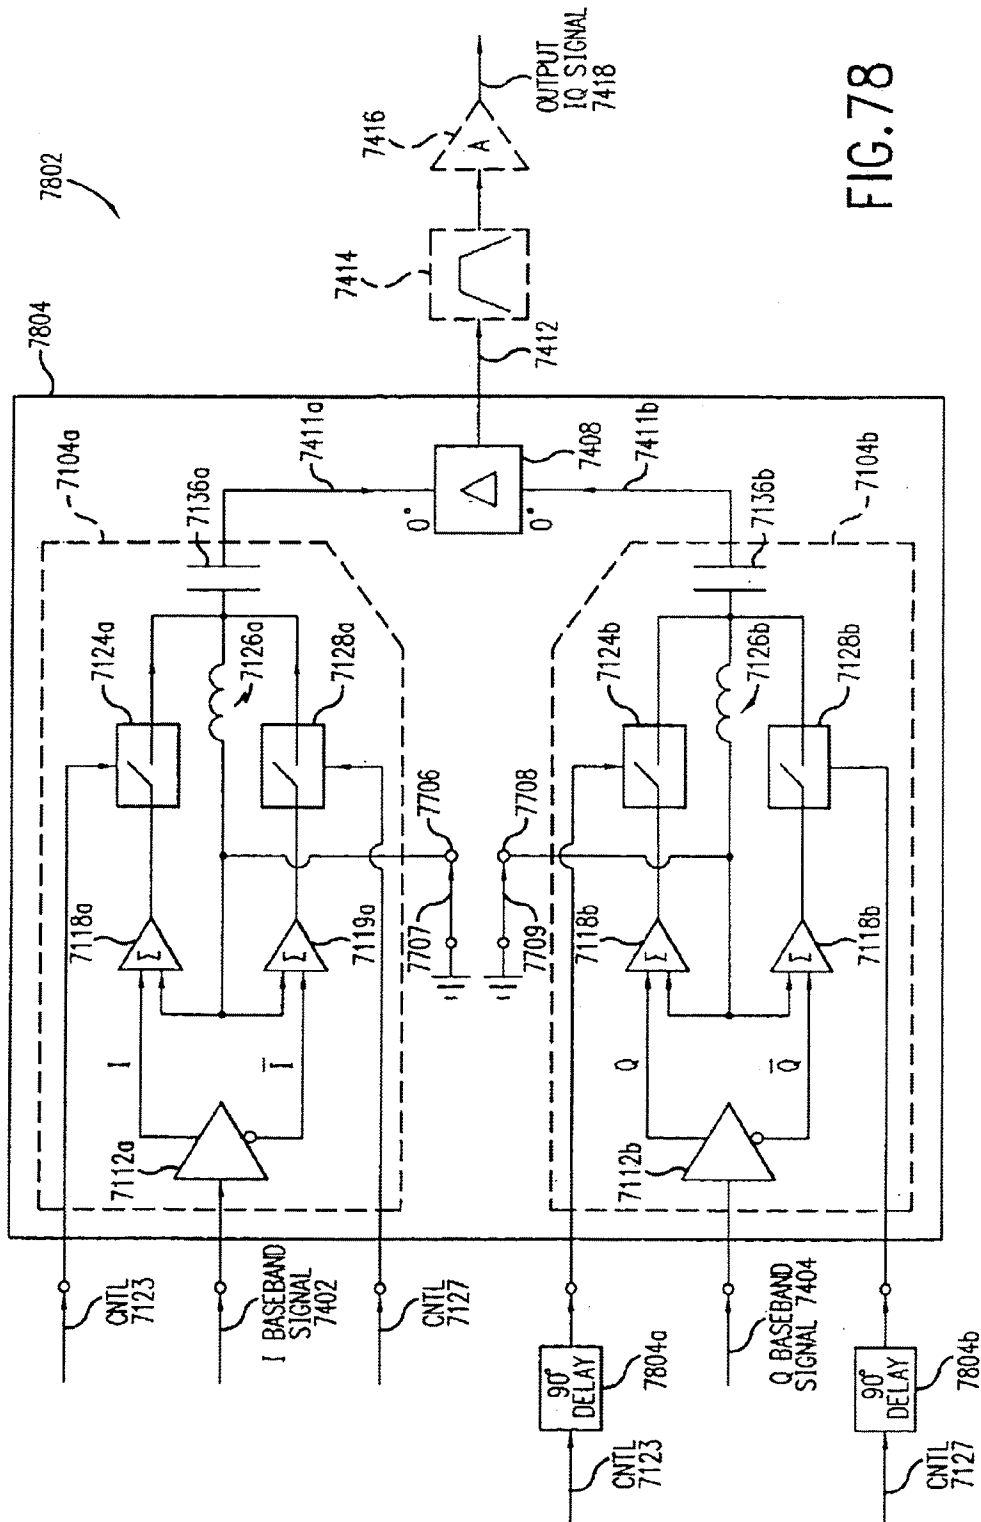 7802
7804
7104a
7124a
7136a
7411a
7118a
7126a
7128a
7119a
Σ
Σ
I
I̅
7112a
CNTL
7123
I BASEBAND
SIGNAL
7402
CNTL
7127
7706
7707
7708
7709
0°
0°
7408
7412
7414
7416
A
OUTPUT
IQ SIGNAL
7418
7411b
7136b
7104b
7124b
7126b
7128b
7118b
7118b
Σ
Σ
Q
Q̅
7112b
90°
DELAY
7804a
CNTL
7123
Q BASEBAND
SIGNAL 7404
90°
DELAY
7804b
CNTL
7127
FIG.78